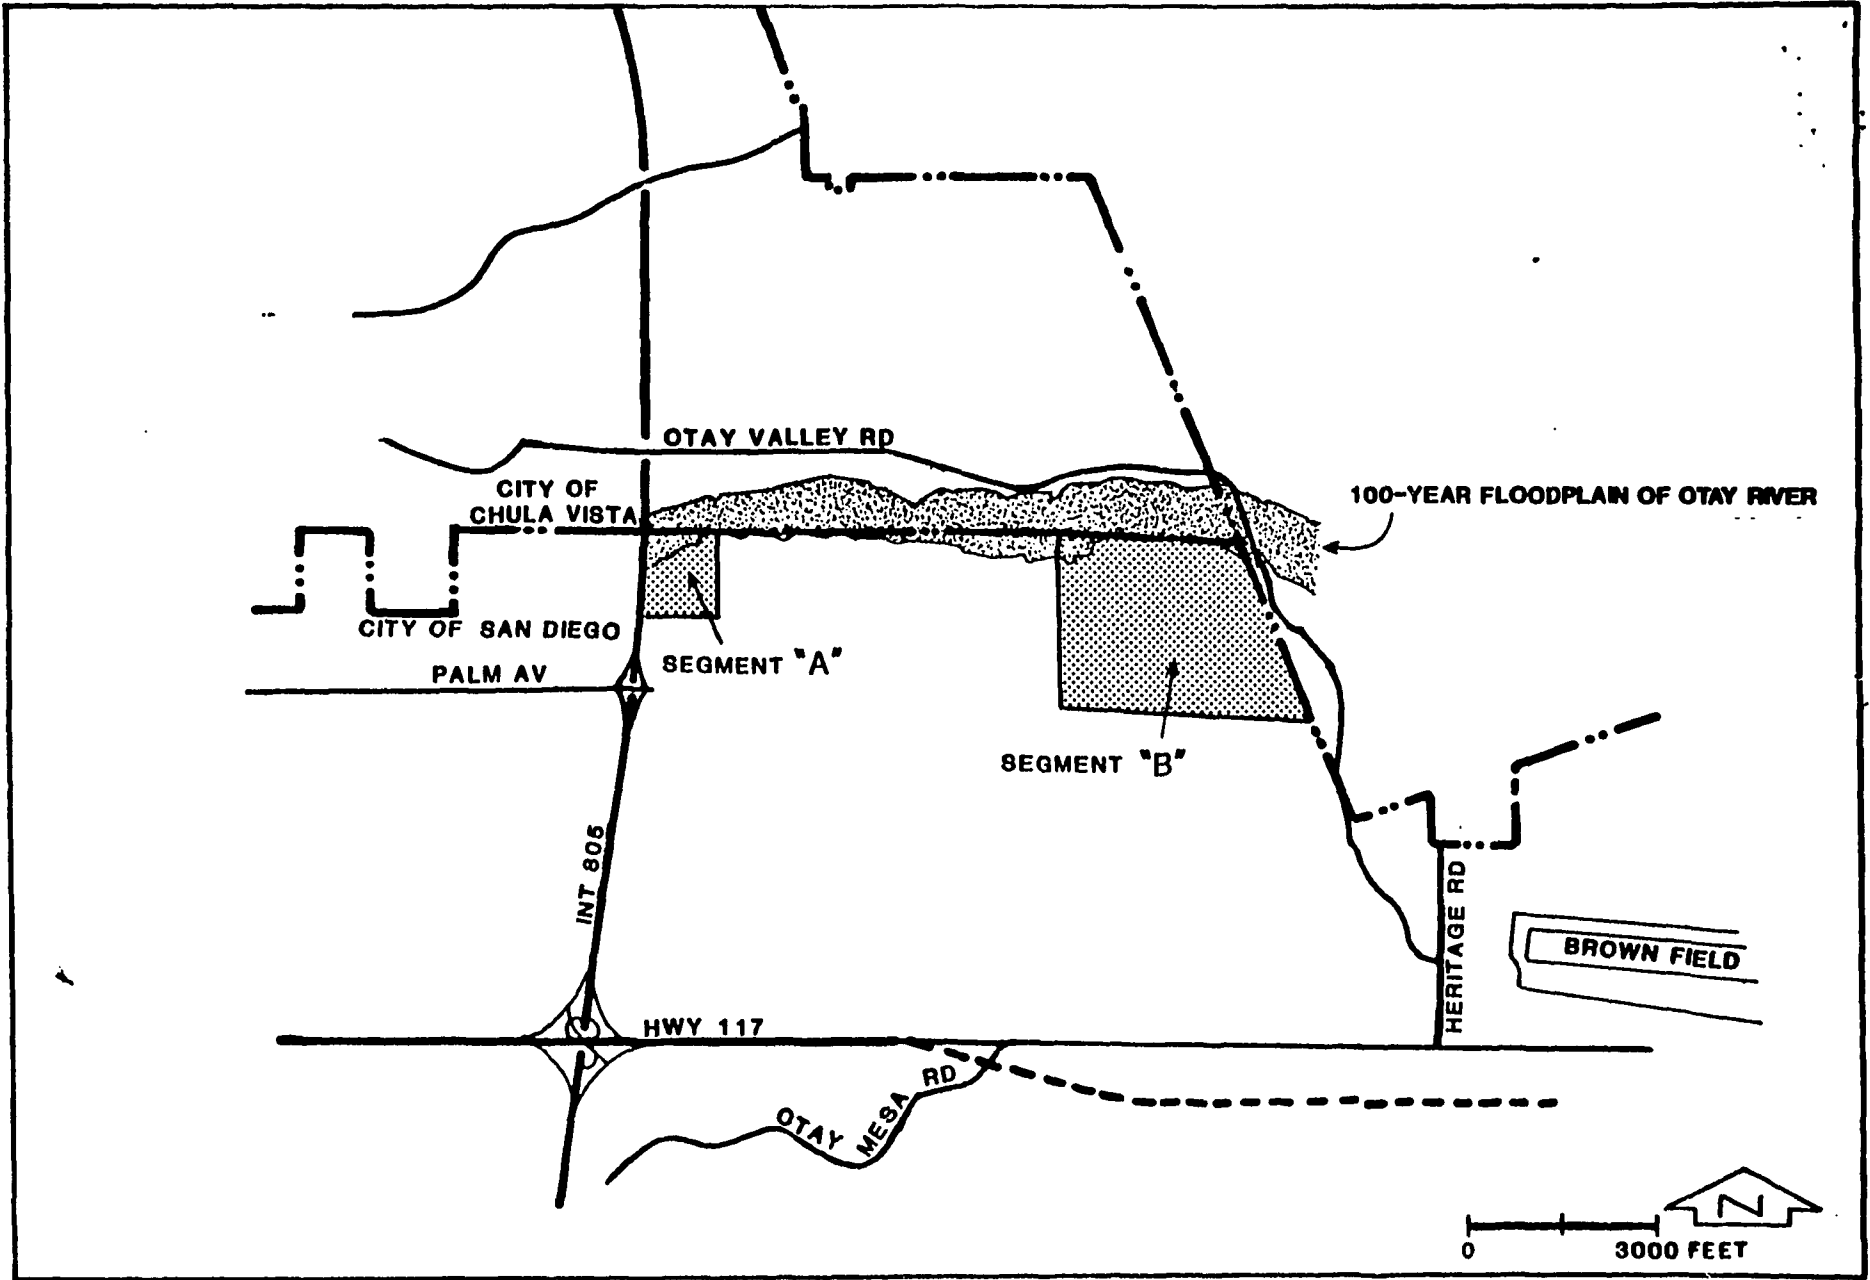 OTAY VALLEY RD
CITY OF
CHULA VISTA
100-YEAR FLOODPLAIN OF OTAY RIVER
CITY OF SAN DIEGO
SEGMENT "A"
PALM AV
SEGMENT "B"
INT 805
HERITAGE RD
BROWN FIELD
HWY 117
OTAY MESA RD
N
0 3000 FEET